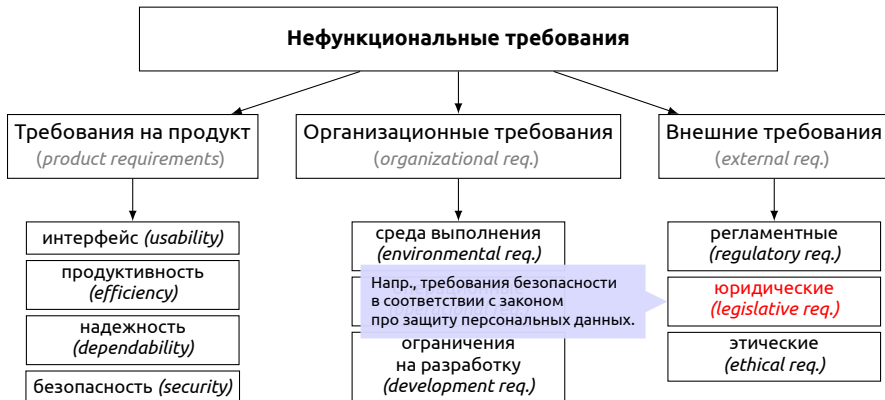 Нефункциональные требования
Требования на продукт
(product requirements)
Организационные требования
(organizational req.)
Внешние требования
(external req.)
интерфейс (usability)
продуктивность
(efficiency)
надежность
(dependability)
безопасность (security)
среда выполнения
(environmental req.)
Напр., требования безопасности
в соответствии с законом
про защиту персональных данных.
ограничения
на разработку
(development req.)
регламентные
(regulatory req.)
юридические
(legislative req.)
этические
(ethical req.)